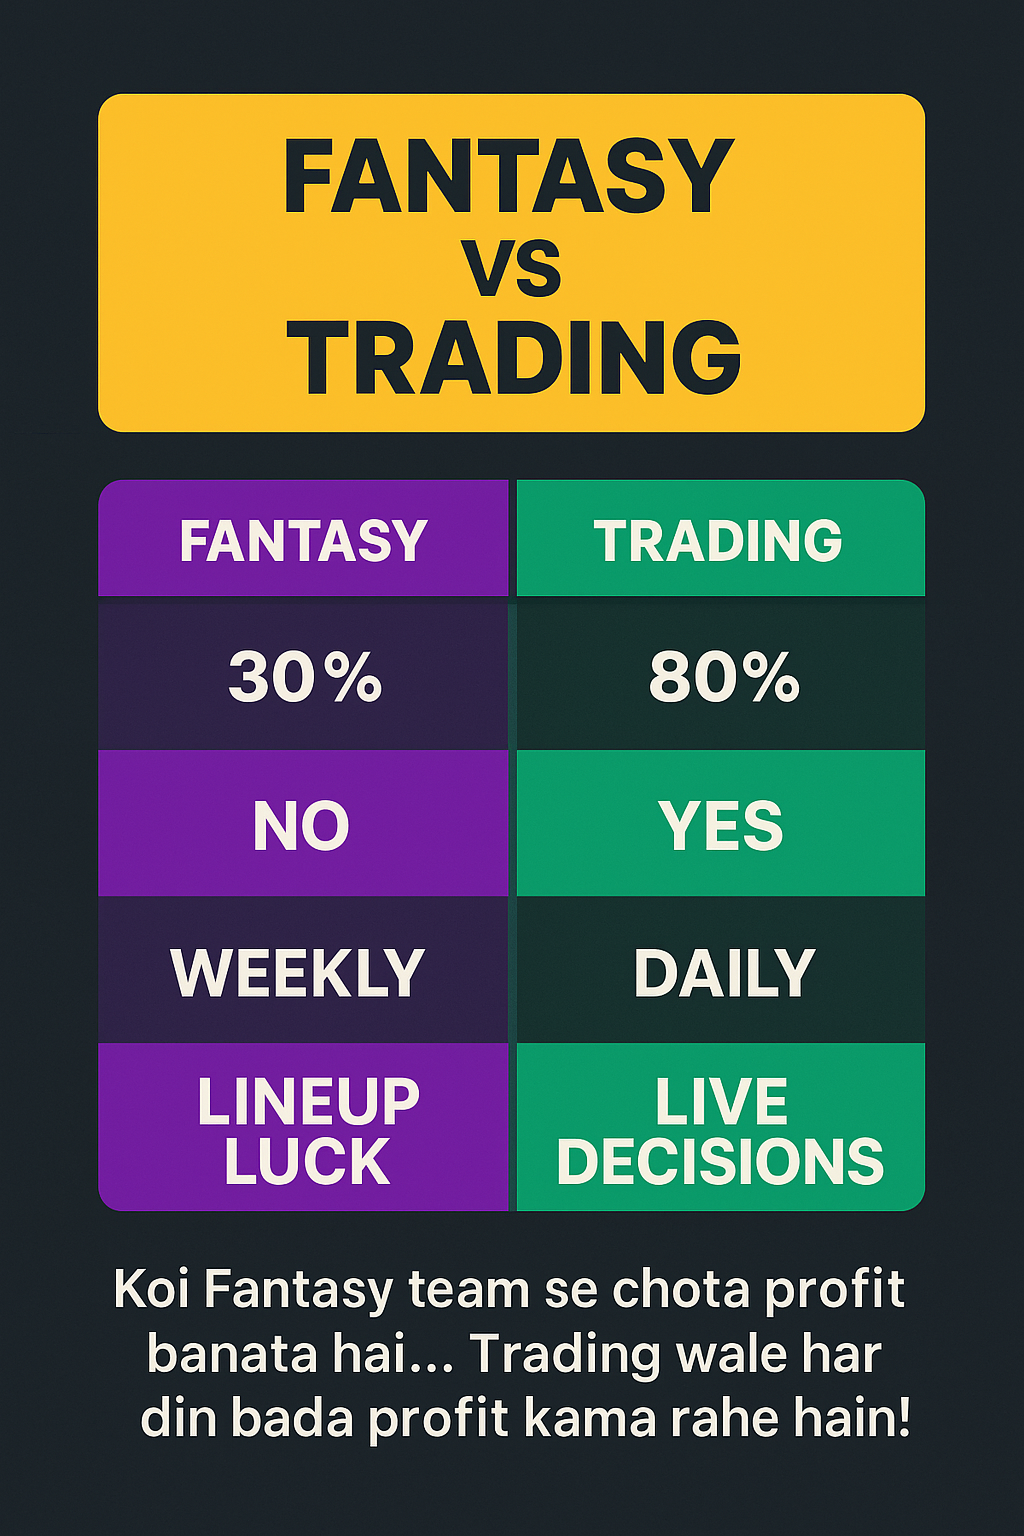 FANTASY
VS
TRADING
FANTASY TRADING
30% 80%
NO YES
WEEKLY DAILY
LINEUP LUCK LIVE DECISIONS
Koi Fantasy team se chota profit
banata hai... Trading wale har
din bada profit kama rahe hain!